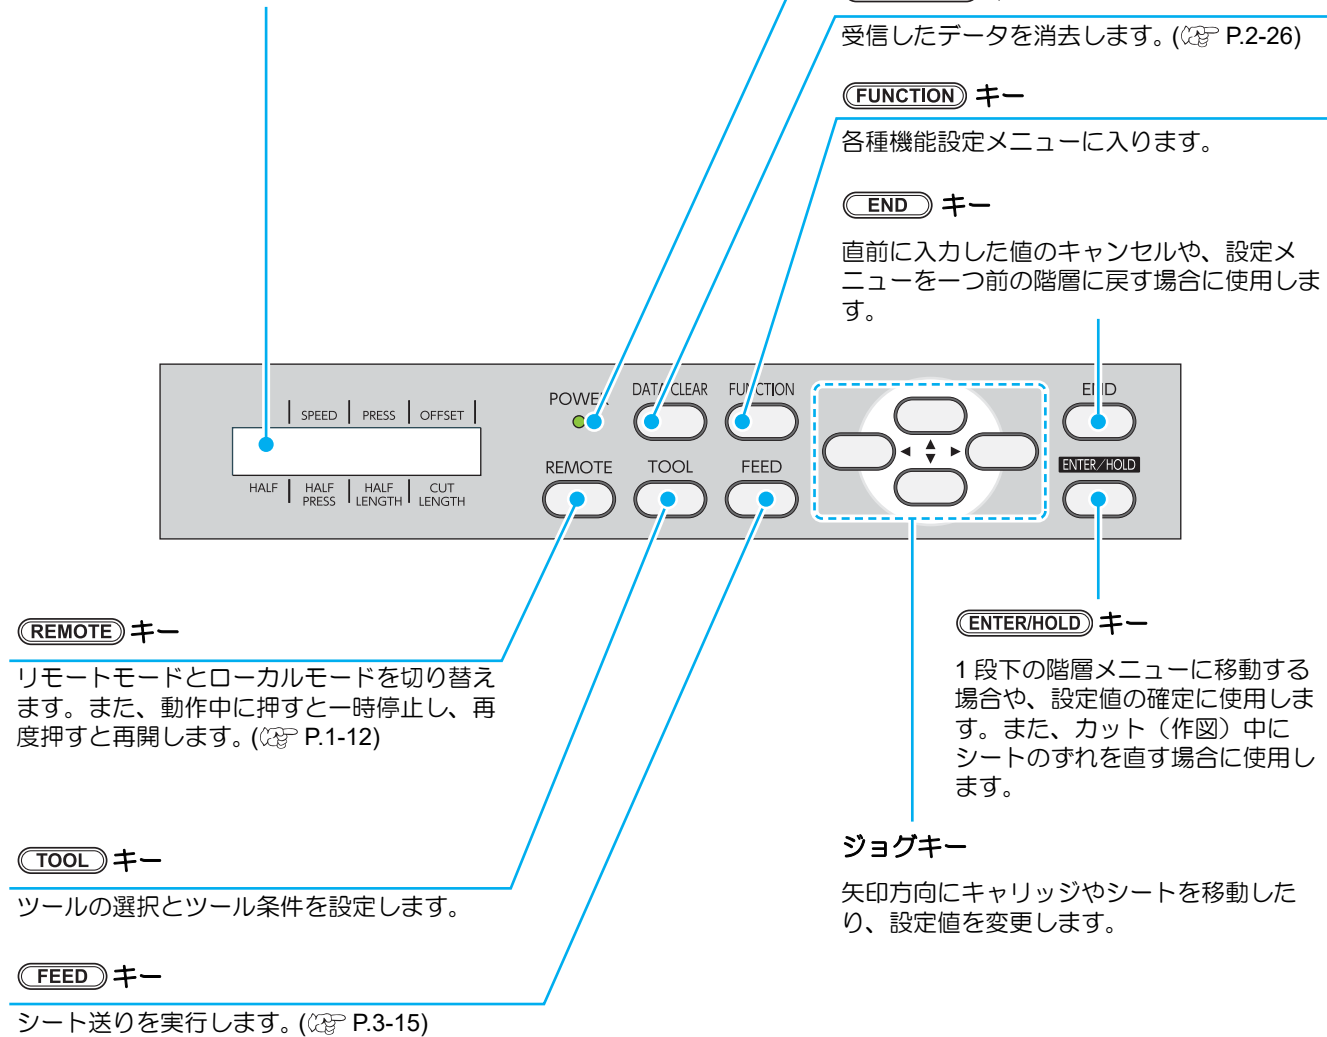 受信したデータを消去します。(P.2-26)
FUNCTION キー
各種機能設定メニューに入ります。
END キー
直前に入力した値のキャンセルや、設定メ
ニューを一つ前の階層に戻す場合に使用しま
す。
SPEED PRESS OFFSET
HALF HALF PRESS HALF LENGTH CUT LENGTH
POWER DATA CLEAR FUNCTION END
REMOTE TOOL FEED ENTER/HOLD
REMOTE キー
リモートモードとローカルモードを切り替え
ます。また、動作中に押すと一時停止し、再
度押すと再開します。(P.1-12)
ENTER/HOLD キー
1 段下の階層メニューに移動する
場合や、設定値の確定に使用しま
す。また、カット（作図）中に
シートのずれを直す場合に使用し
ます。
TOOL キー
ツールの選択とツール条件を設定します。
ジョグキー
矢印方向にキャリッジやシートを移動した
り、設定値を変更します。
FEED キー
シート送りを実行します。(P.3-15)